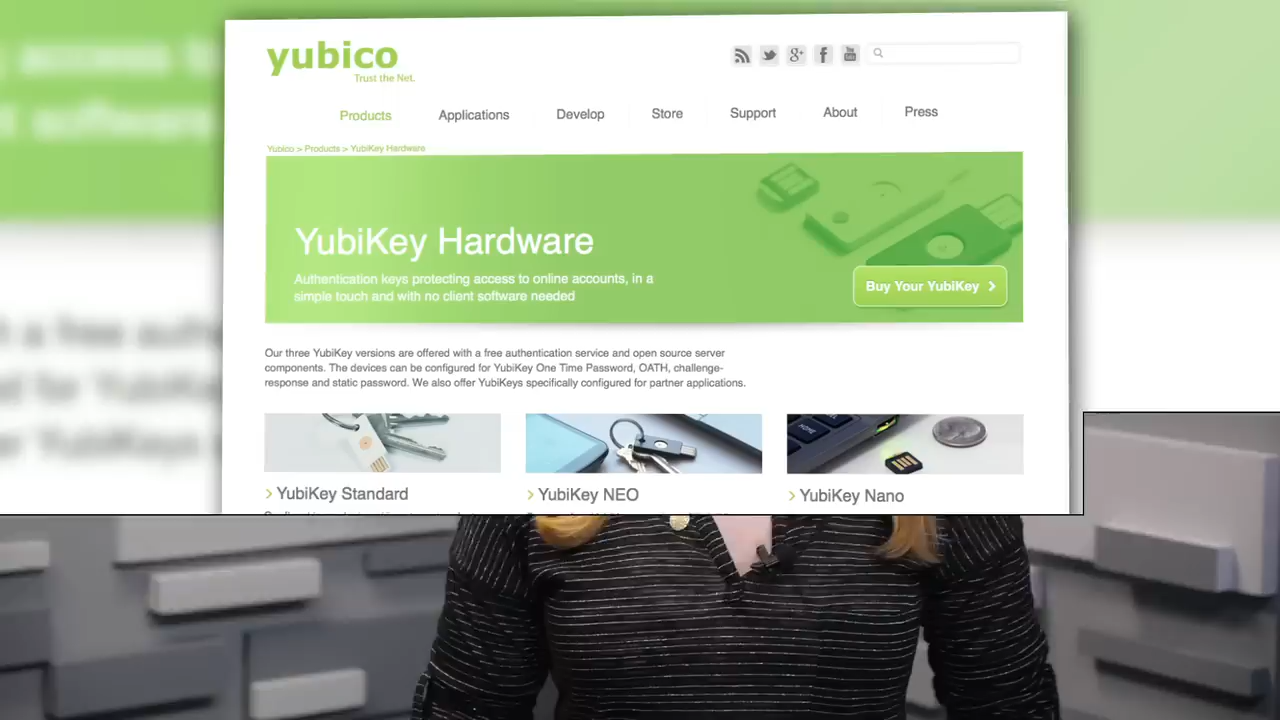 yubico
Trust the Net.
Products Applications Develop Store Support About Press
Yubico > Products > YubiKey Hardware
YubiKey Hardware
Authentication keys protecting access to online accounts, in a
simple touch and with no client software needed
Buy Your YubiKey >
Our three YubiKey versions are offered with a free authentication service and open source server
components. The devices can be configured for YubiKey One Time Password, OATH, challenge-
response and static password. We also offer YubiKeys specifically configured for partner applications.
> YubiKey Standard
> YubiKey NEO
> YubiKey Nano